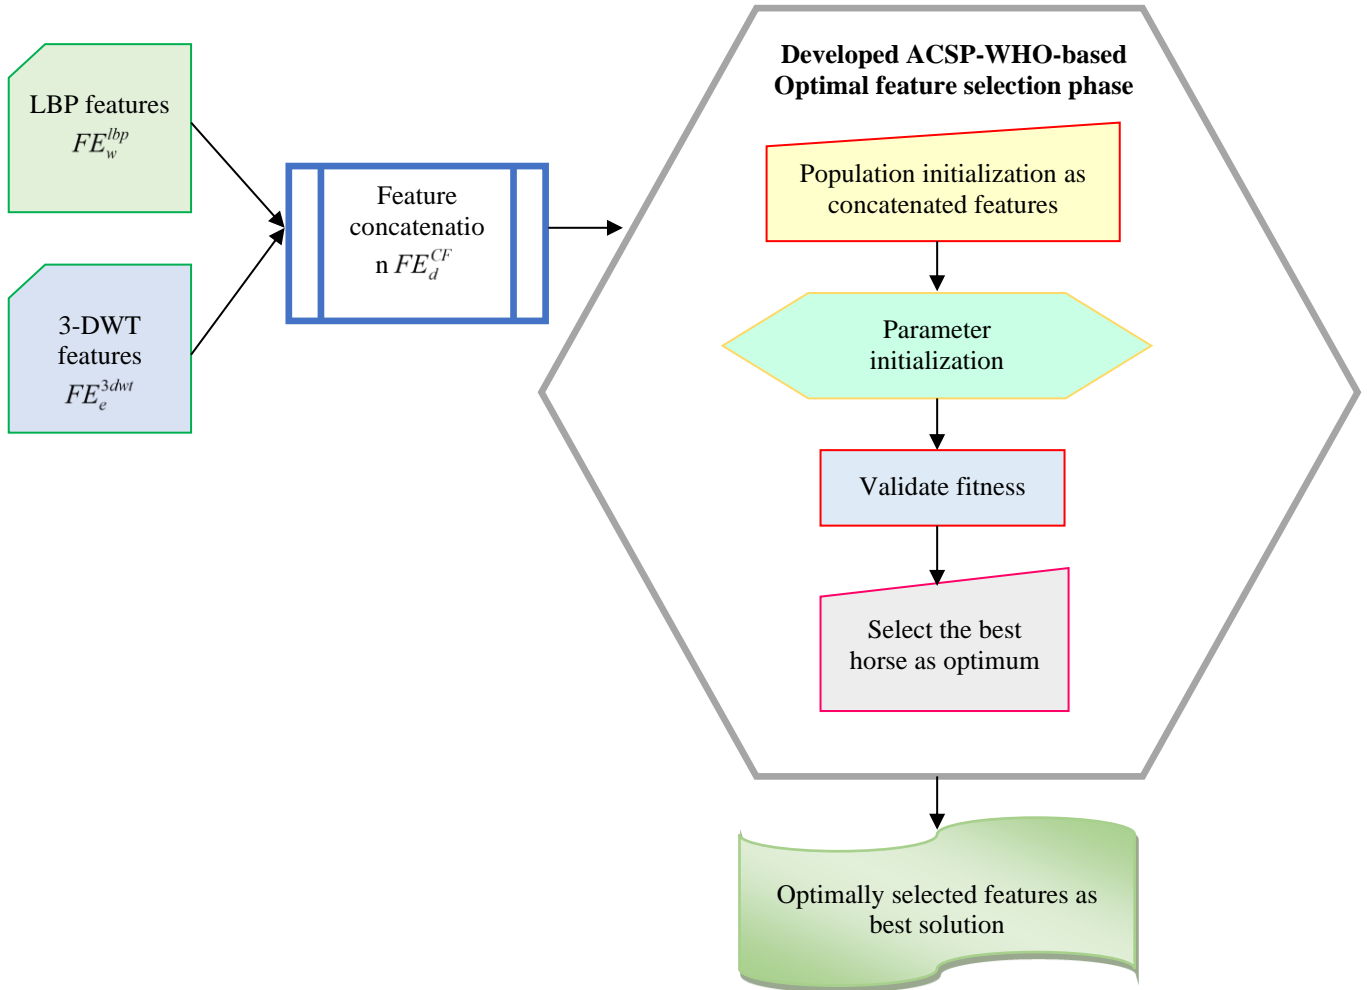 LBP features
FE_w^{lbp}
3-DWT
features
FE_e^{3dwt}
Feature
concatenatio
n FE_d^{CF}
Developed ACSP-WHO-based
Optimal feature selection phase
Population initialization as
concatenated features
Parameter
initialization
Validate fitness
Select the best
horse as optimum
Optimally selected features as
best solution